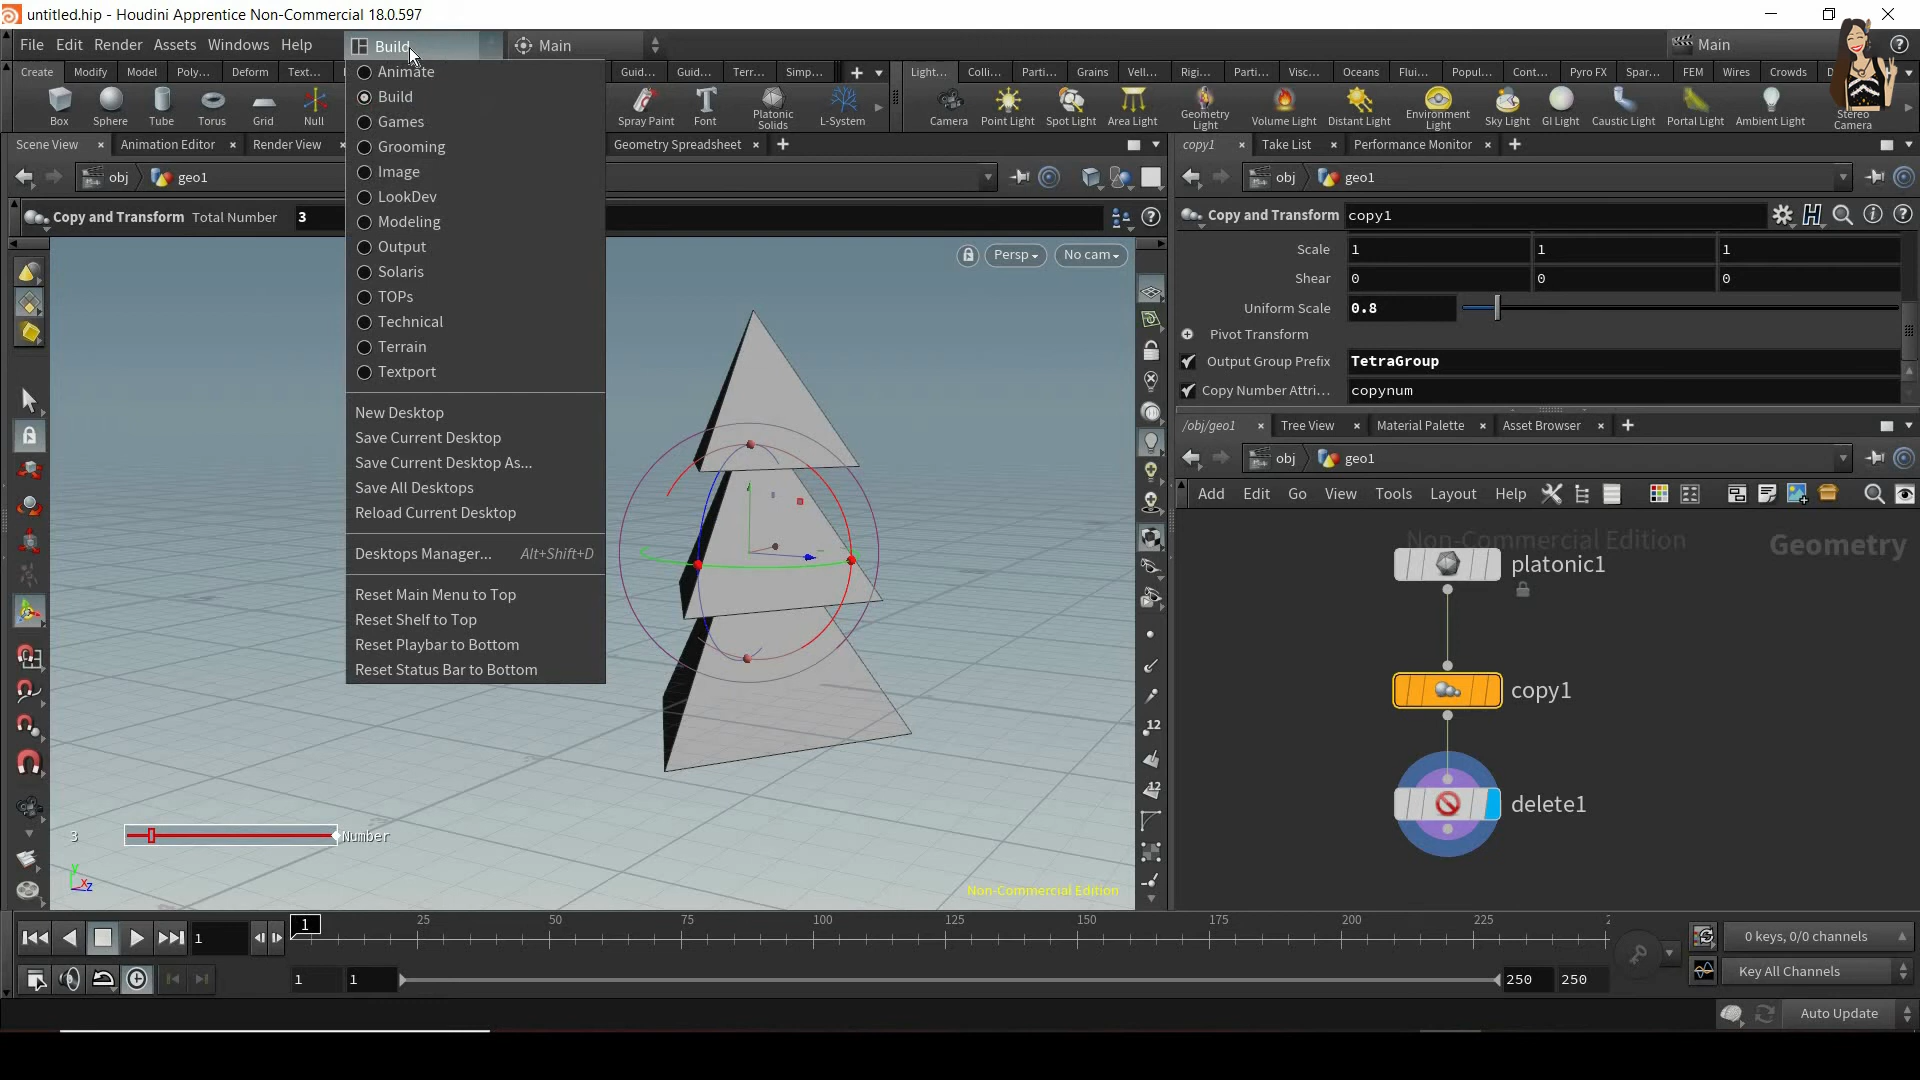 untitled.hip - Houdini Apprentice Non-Commercial 18.0.597
File Edit Render Assets Windows Help
Build
Main
Main
Create Modify Model Poly... Deform Text...
Guid... Guid... Terr... Simp...
Light... Colli... Parti... Grains Vell... Rigi... Parti... Visc... Oceans Flui... Popul... Cont... Pyro FX Spar... FEM Wires Crowds
Box Sphere Tube Torus Grid Null
Spray Paint Font Platonic Solids L-System
Camera Point Light Spot Light Area Light Geometry Light Volume Light Distant Light Environment Light Sky Light GI Light Caustic Light Portal Light Ambient Light Stereo Camera
Animate
Build
Games
Grooming
Image
LookDev
Modeling
Output
Solaris
TOPs
Technical
Terrain
Textport
New Desktop
Save Current Desktop
Save Current Desktop As...
Save All Desktops
Reload Current Desktop
Desktops Manager... Alt+Shift+D
Reset Main Menu to Top
Reset Shelf to Top
Reset Playbar to Bottom
Reset Status Bar to Bottom
Scene View Animation Editor Render View
Geometry Spreadsheet
obj geo1
Copy and Transform Total Number 3
Persp No cam
3 Number
y
x
z
Non-Commercial Edition
12
12
copy1 Take List Performance Monitor
obj geo1
Copy and Transform copy1
Scale 1 1 1
Shear 0 0 0
Uniform Scale 0.8
Pivot Transform
Output Group Prefix TetraGroup
Copy Number Attri... copynum
/obj/geo1 Tree View Material Palette Asset Browser
obj geo1
Add Edit Go View Tools Layout Help
Non-Commercial Edition
Geometry
platonic1
copy1
delete1
1
1 25 50 75 100 125 150 175 200 225 2
0 keys, 0/0 channels
1 1 250 250
Key All Channels
Auto Update